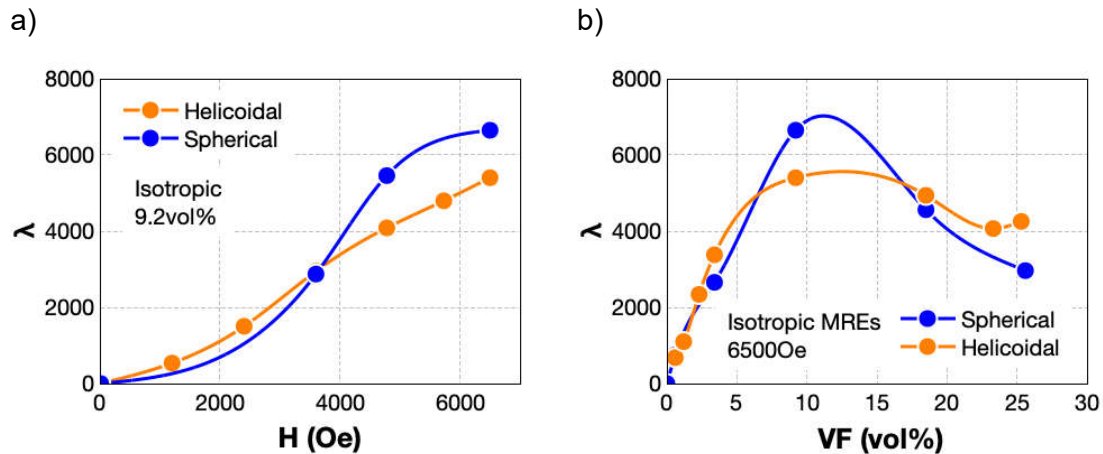 a)
8000
6000
4000
2000
0
λ
Helicoidal
Spherical
Isotropic
9.2vol%
0 2000 4000 6000
H (Oe)
b)
8000
6000
4000
2000
0
λ
Isotropic MREs
6500Oe
Spherical
Helicoidal
0 5 10 15 20 25 30
VF (vol%)